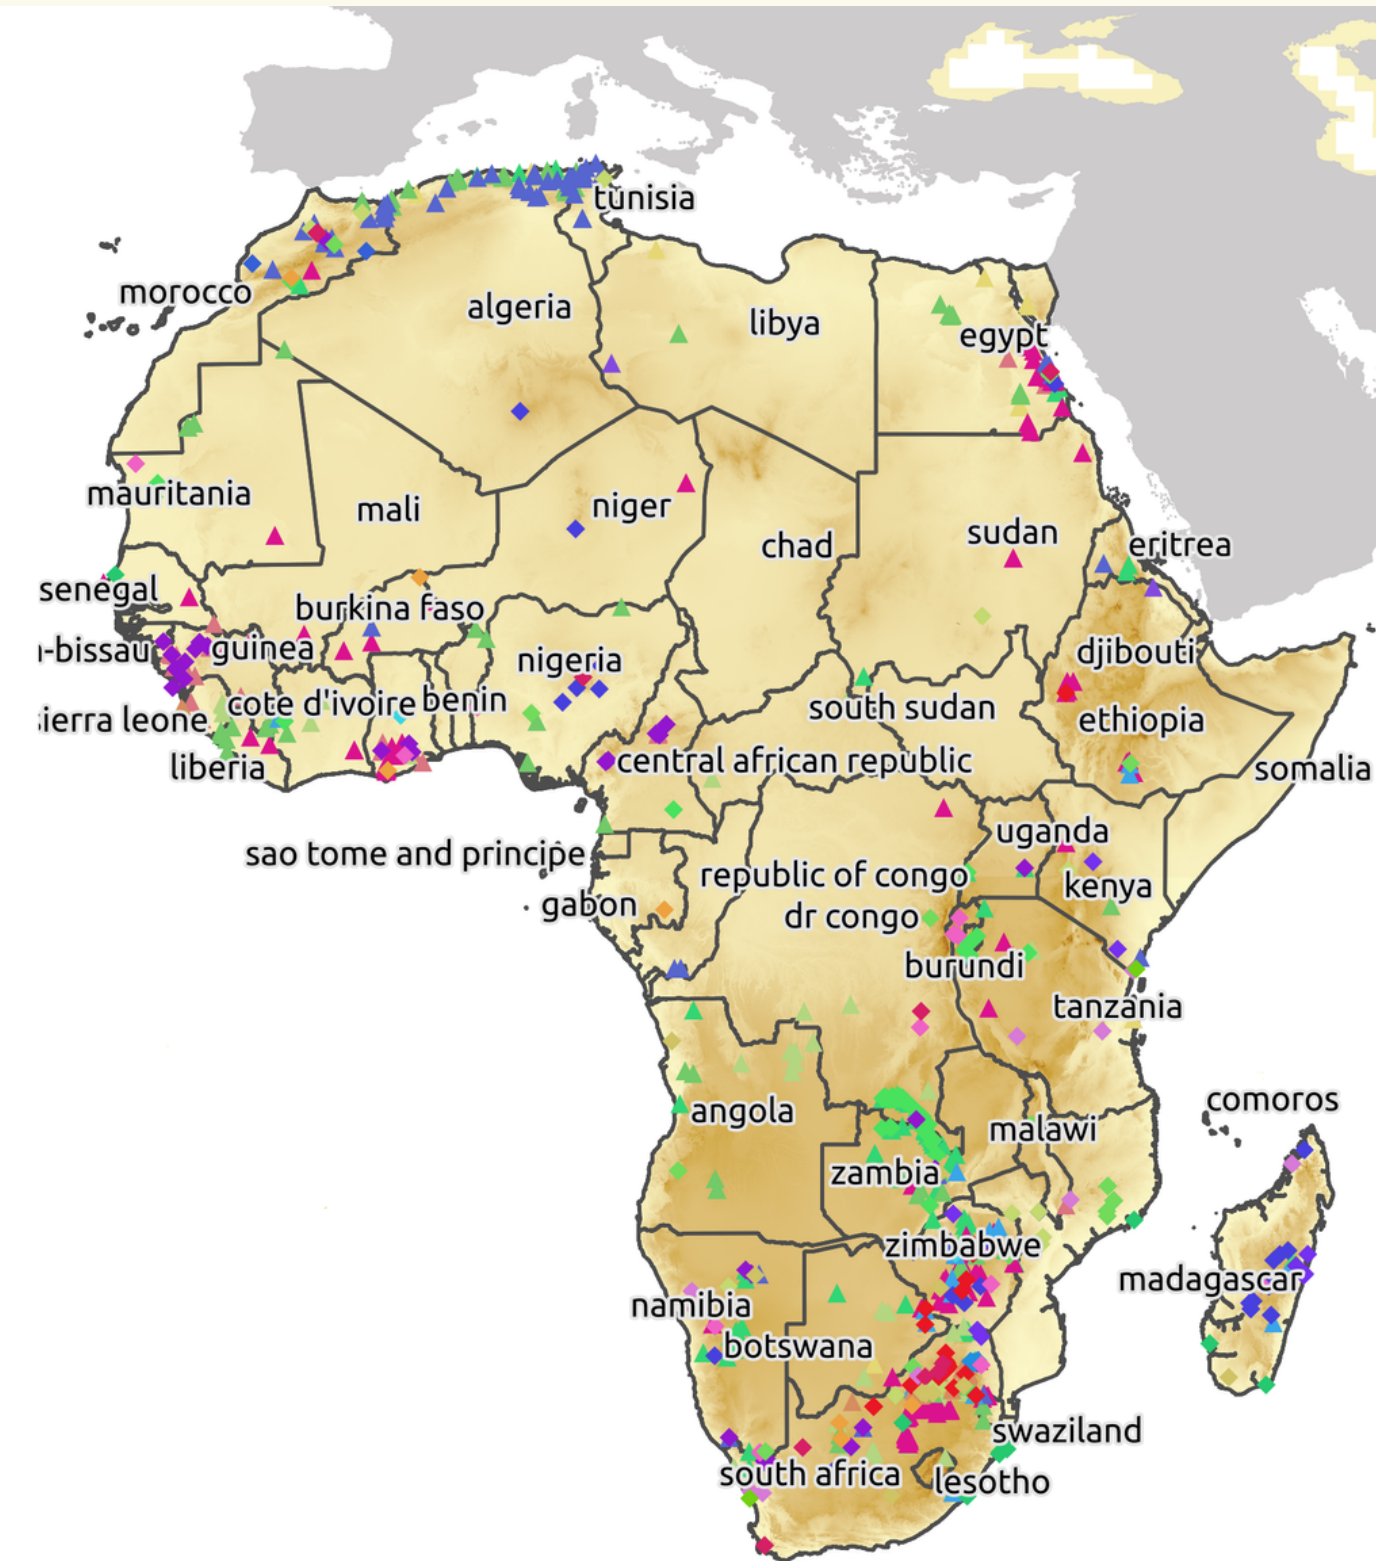 tunisia
morocco
algeria
libya
egypt
mauritania
mali
niger
chad
sudan
eritrea
senegal
burkina faso
-bissau
guinea
nigeria
djibouti
cote d'ivoire
benin
south sudan
ethiopia
sierra leone
liberia
central african republic
somalia
uganda
sao tome and principe
republic of congo
kenya
gabon
dr congo
burundi
tanzania
comoros
angola
malawi
zambia
zimbabwe
madagascar
namibia
botswana
swaziland
south africa
lesotho